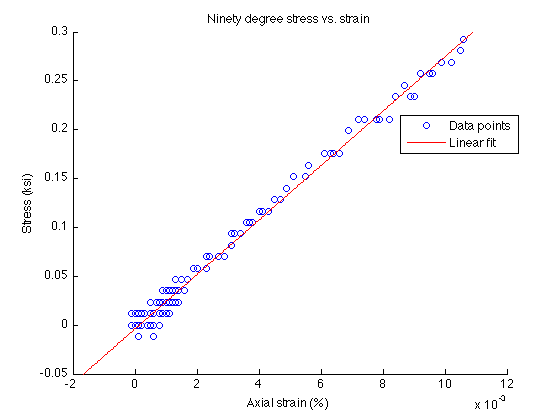 Ninety degree stress vs. strain
0.3
0.25
0.2
0.15
0.1
0.05
0
-0.05
Stress (ksi)
Data points
Linear fit
-2 0 2 4 6 8 10 12
x 10⁻³
Axial strain (%)